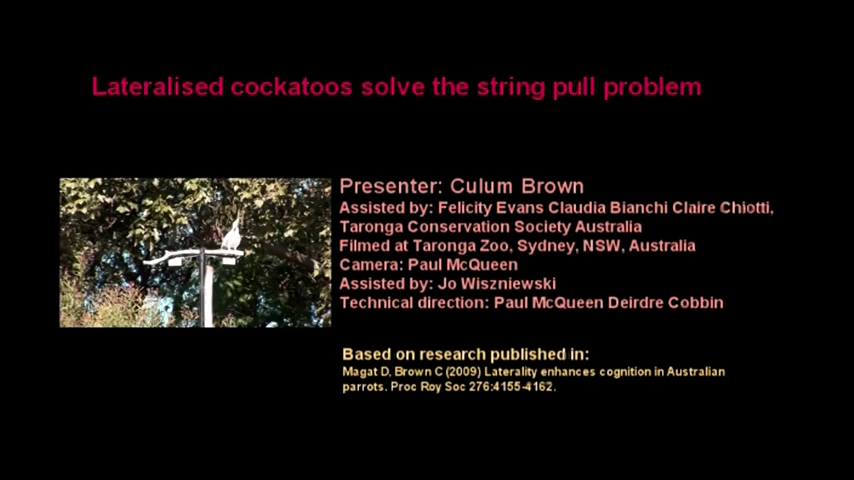 Lateralised cockatoos solve the string pull problem
Presenter: Culum Brown
Assisted by: Felicity Evans Claudia Bianchi Claire Chiotti,
Taronga Conservation Society Australia
Filmed at Taronga Zoo, Sydney, NSW, Australia
Camera: Paul McQueen
Assisted by: Jo Wiszniewski
Technical direction: Paul McQueen Deirdre Cobbin
Based on research published in:
Magat D, Brown C (2009) Laterality enhances cognition in Australian
parrots. Proc Roy Soc 276:4155-4162.